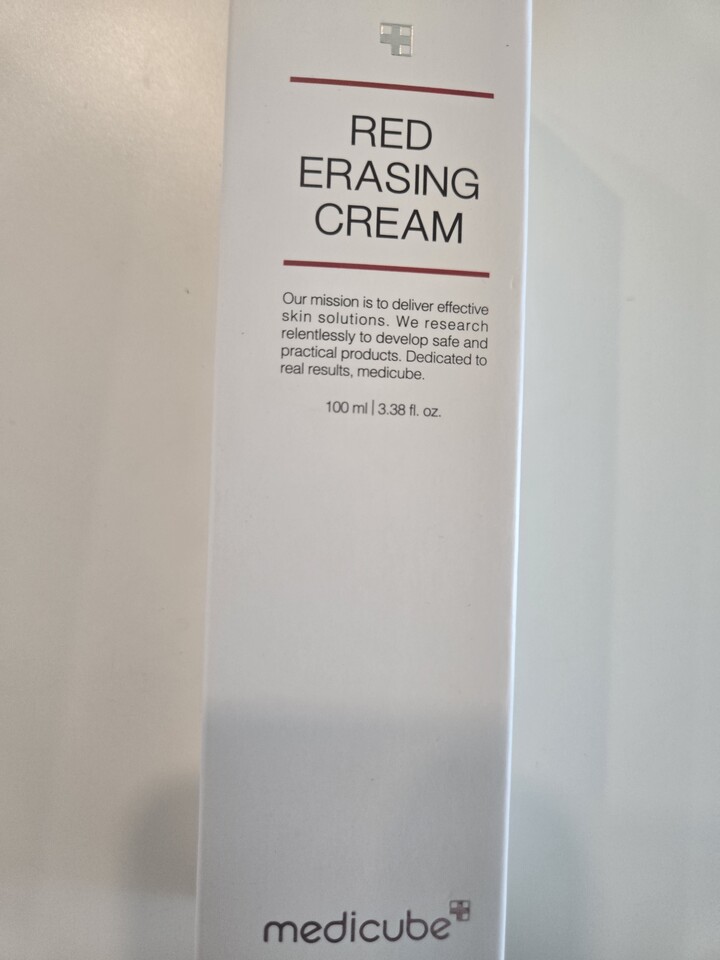 RED
ERASING
CREAM
Our mission is to deliver effective
skin solutions. We research
relentlessly to develop safe and
practical products. Dedicated to
real results, medicube.
100 ml | 3.38 fl. oz.
medicube